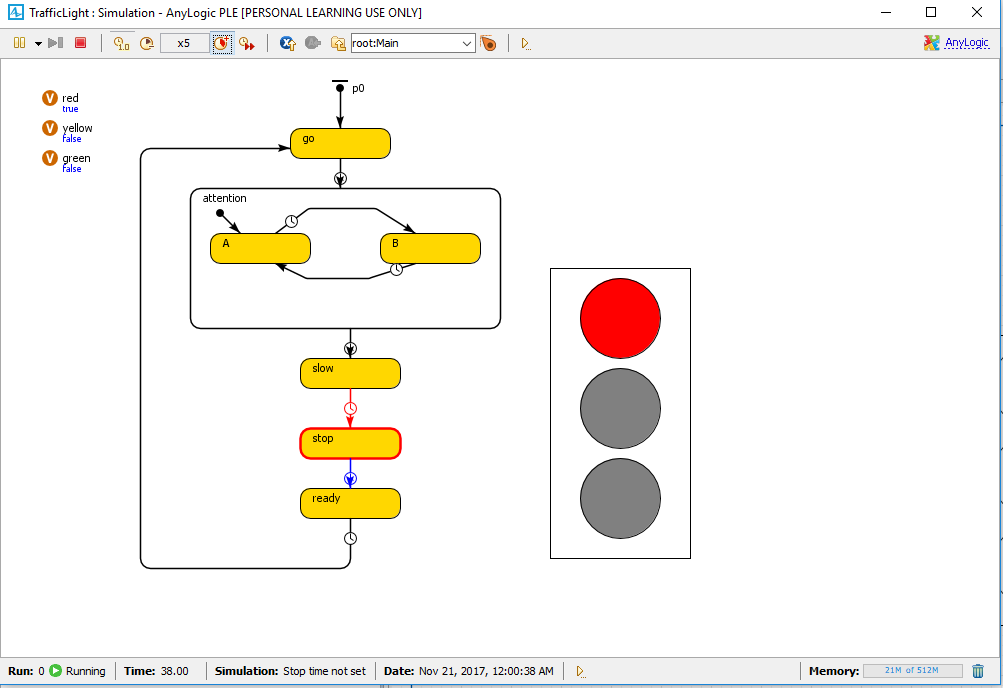 TrafficLight : Simulation - AnyLogic PLE [PERSONAL LEARNING USE ONLY]
x5
root:Main
AnyLogic
red
true
yellow
false
green
false
p0
go
attention
A
B
slow
stop
ready
Run: 0 Running Time: 38.00 Simulation: Stop time not set Date: Nov 21, 2017, 12:00:38 AM Memory: 21M of 512M